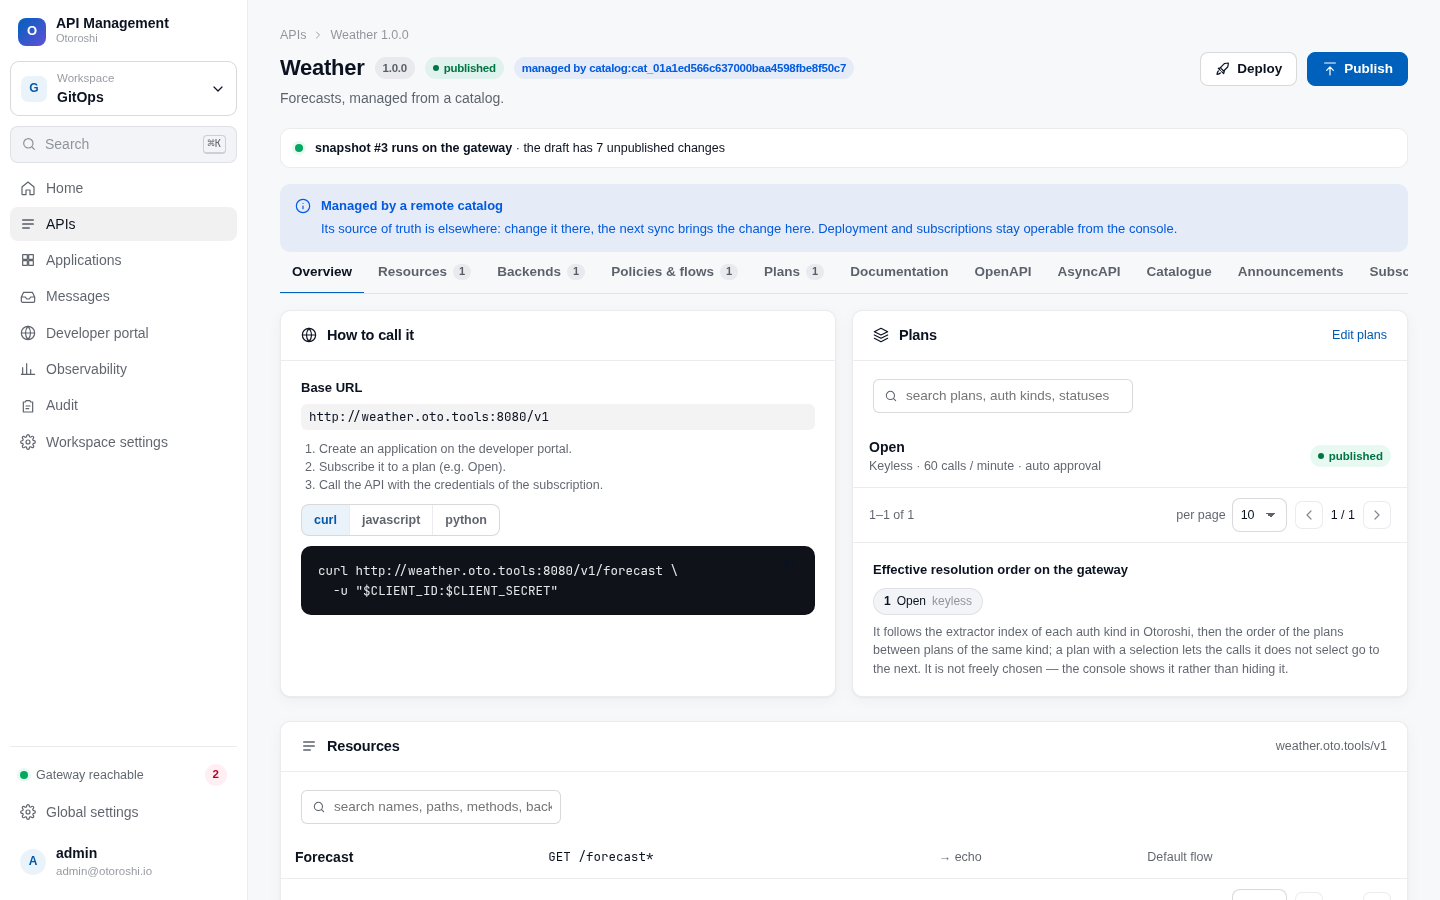 O
API Management
Otoroshi
G
Workspace
GitOps
Search
⌘K
Home
APIs
Applications
Messages
Developer portal
Observability
Audit
Workspace settings
Gateway reachable
2
Global settings
A
admin
admin@otoroshi.io
APIs > Weather 1.0.0
Weather 1.0.0 published managed by catalog:cat_01a1ed566c637000baa4598fbe8f50c7
Deploy
Publish
Forecasts, managed from a catalog.
snapshot #3 runs on the gateway · the draft has 7 unpublished changes
Managed by a remote catalog
Its source of truth is elsewhere: change it there, the next sync brings the change here. Deployment and subscriptions stay operable from the console.
Overview Resources 1 Backends 1 Policies & flows 1 Plans 1 Documentation OpenAPI AsyncAPI Catalogue Announcements Subsc
How to call it
Base URL
http://weather.oto.tools:8080/v1
1. Create an application on the developer portal.
2. Subscribe it to a plan (e.g. Open).
3. Call the API with the credentials of the subscription.
curl javascript python
curl http://weather.oto.tools:8080/v1/forecast \
-u "$CLIENT_ID:$CLIENT_SECRET"
Plans
Edit plans
search plans, auth kinds, statuses
Open
Keyless · 60 calls / minute · auto approval
published
1–1 of 1
per page 10
1 / 1
Effective resolution order on the gateway
1 Open keyless
It follows the extractor index of each auth kind in Otoroshi, then the order of the plans
between plans of the same kind; a plan with a selection lets the calls it does not select go to
the next. It is not freely chosen — the console shows it rather than hiding it.
Resources
weather.oto.tools/v1
search names, paths, methods, back
Forecast GET /forecast* → echo Default flow